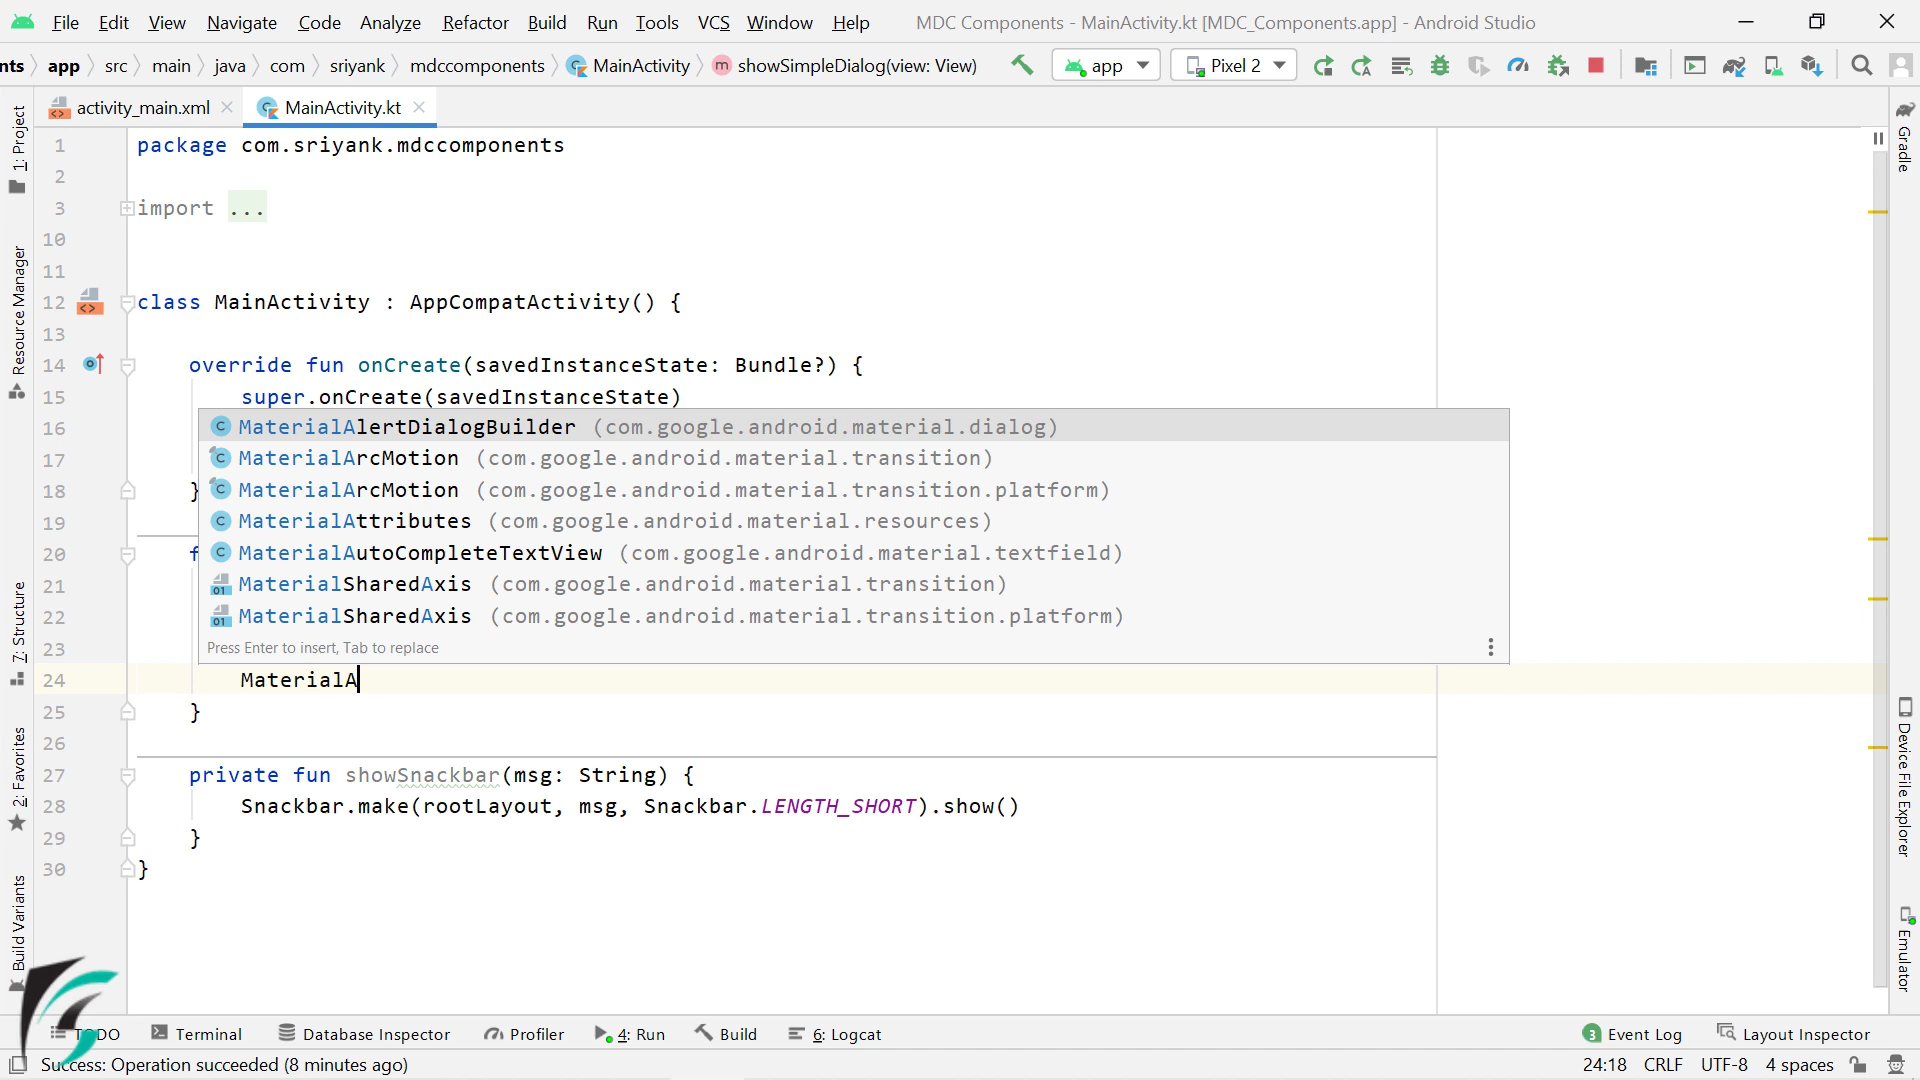 File Edit View Navigate Code Analyze Refactor Build Run Tools VCS Window Help MDC Components - MainActivity.kt [MDC_Components.app] - Android Studio
nts app src main java com sriyank mdccomponents MainActivity showSimpleDialog(view: View) app Pixel 2
activity_main.xml MainActivity.kt
1 package com.sriyank.mdccomponents
2
3 import ...
10
11
12 class MainActivity : AppCompatActivity() {
13
14 override fun onCreate(savedInstanceState: Bundle?) {
15 super.onCreate(savedInstanceState)
16 MaterialAlertDialogBuilder (com.google.android.material.dialog)
17 MaterialArcMotion (com.google.android.material.transition)
18 } MaterialArcMotion (com.google.android.material.transition.platform)
19 MaterialAttributes (com.google.android.material.resources)
20 f MaterialAutoCompleteTextView (com.google.android.material.textfield)
21 MaterialSharedAxis (com.google.android.material.transition)
22 MaterialSharedAxis (com.google.android.material.transition.platform)
23 Press Enter to insert, Tab to replace
24 MaterialA
25 }
26
27 private fun showSnackbar(msg: String) {
28 Snackbar.make(rootLayout, msg, Snackbar.LENGTH_SHORT).show()
29 }
30 }
1: Project
Resource Manager
7: Structure
2: Favorites
Build Variants
Gradle
Device File Explorer
Emulator
TODO Terminal Database Inspector Profiler 4: Run Build 6: Logcat 3 Event Log Layout Inspector
Success: Operation succeeded (8 minutes ago) 24:18 CRLF UTF-8 4 spaces